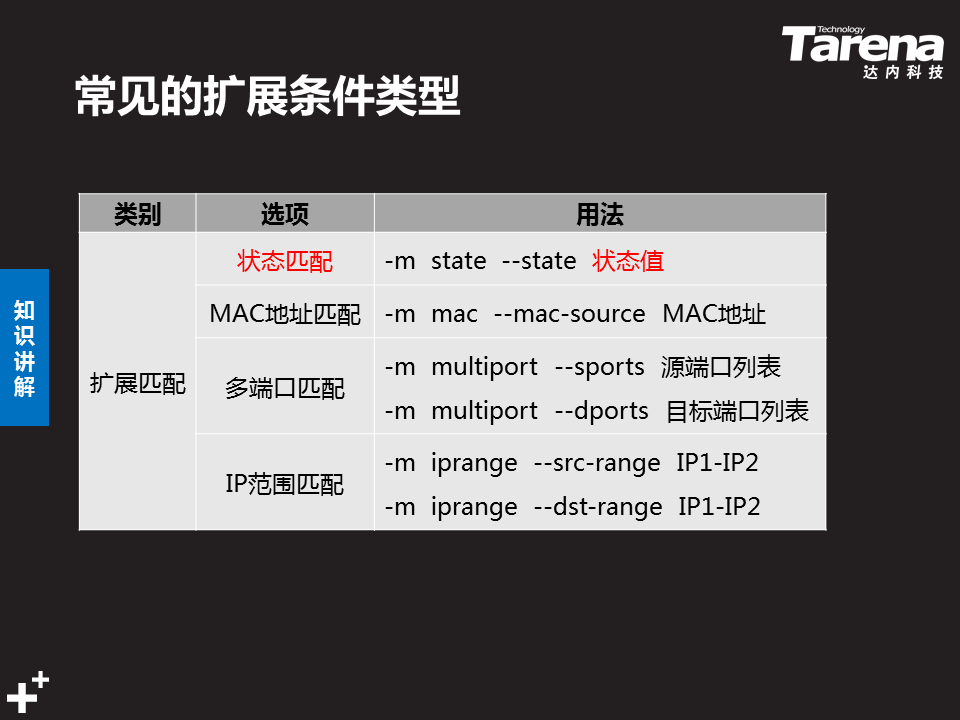 Technology
Tarena
达内科技
常见的扩展条件类型
类别 选项 用法
扩展匹配
状态匹配 -m state --state 状态值
MAC地址匹配 -m mac --mac-source MAC地址
多端口匹配
-m multiport --sports 源端口列表
-m multiport --dports 目标端口列表
IP范围匹配
-m iprange --src-range IP1-IP2
-m iprange --dst-range IP1-IP2
知识讲解